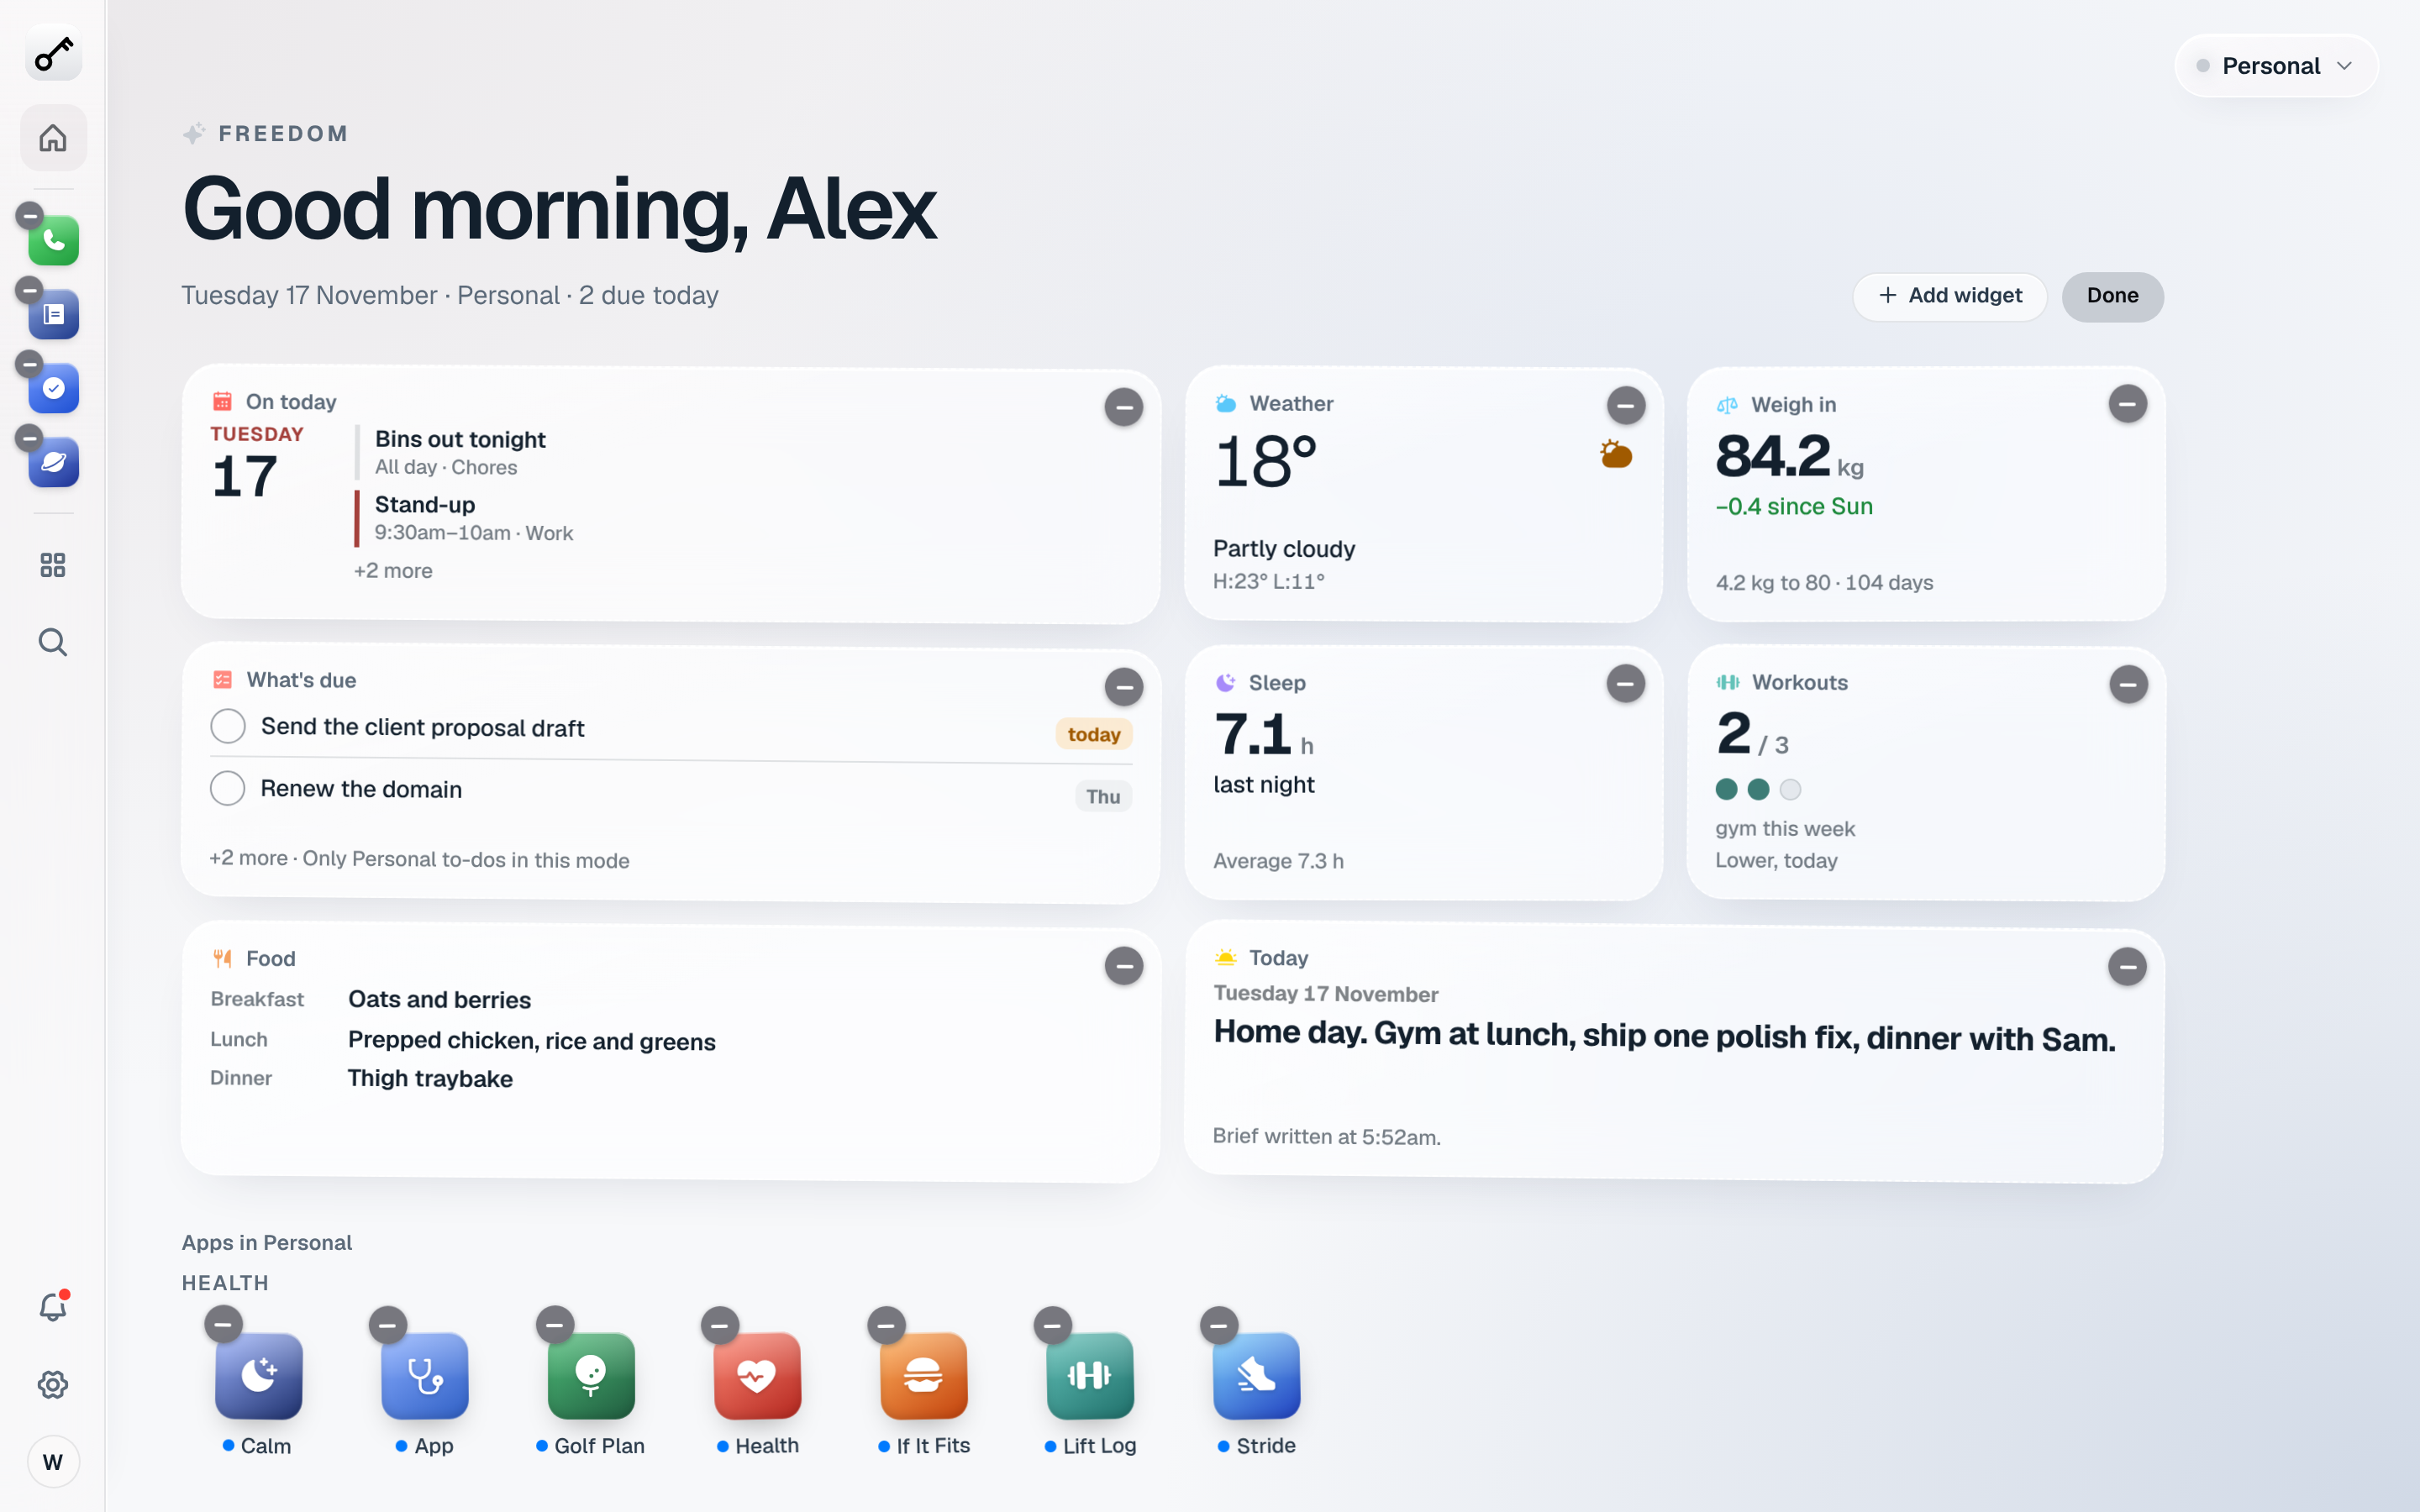 Personal
FREEDOM
Good morning, Alex
Tuesday 17 November · Personal · 2 due today
+ Add widget
Done
On today
TUESDAY
17
Bins out tonight
All day · Chores
Stand-up
9:30am–10am · Work
+2 more
Weather
18°
Partly cloudy
H:23° L:11°
Weigh in
84.2 kg
−0.4 since Sun
4.2 kg to 80 · 104 days
What's due
Send the client proposal draft
today
Renew the domain
Thu
+2 more · Only Personal to-dos in this mode
Sleep
7.1 h
last night
Average 7.3 h
Workouts
2 / 3
gym this week
Lower, today
Food
Breakfast Oats and berries
Lunch Prepped chicken, rice and greens
Dinner Thigh traybake
Today
Tuesday 17 November
Home day. Gym at lunch, ship one polish fix, dinner with Sam.
Brief written at 5:52am.
Apps in Personal
HEALTH
Calm
App
Golf Plan
Health
If It Fits
Lift Log
Stride
W